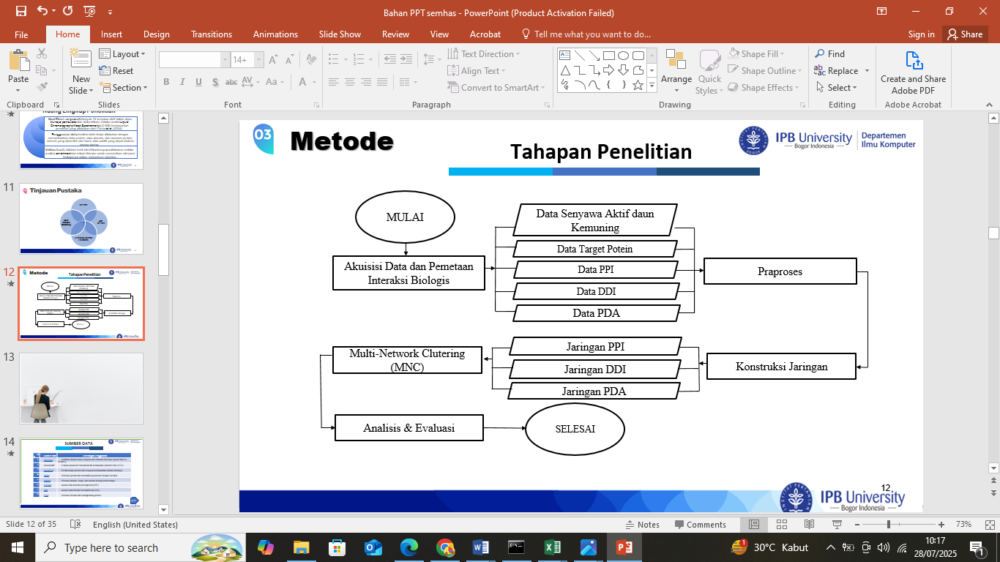 Bahan PPT semhas - PowerPoint (Product Activation Failed)
File Home Insert Design Transitions Animations Slide Show Review View Acrobat Tell me what you want to do... Sign in Share
Paste
New Slide
Layout
Reset
Section
14+
B I U S abc AV Aa A
Text Direction
Align Text
Convert to SmartArt
Arrange
Quick Styles
Shape Fill
Shape Outline
Shape Effects
Find
Replace
Select
Create and Share
Adobe PDF
Clipboard Slides Font Paragraph Drawing Editing Adobe Acrobat
11
Tinjauan Pustaka
12
Metode
Tahapan Penelitian
13
14
SUMBER DATA
03
Metode
Tahapan Penelitian
IPB University
Bogor Indonesia
Departemen
Ilmu Komputer
MULAI
Akuisisi Data dan Pemetaan
Interaksi Biologis
Data Senyawa Aktif daun
Kemuning
Data Target Potein
Data PPI
Data DDI
Data PDA
Praproses
Multi-Network Clutering
(MNC)
Jaringan PPI
Jaringan DDI
Jaringan PDA
Konstruksi Jaringan
Analisis & Evaluasi
SELESAI
12
IPB University
Bogor Indonesia
Slide 12 of 35 English (United States) Notes Comments 73%
Type here to search
30°C Kabut
10:17
28/07/2025